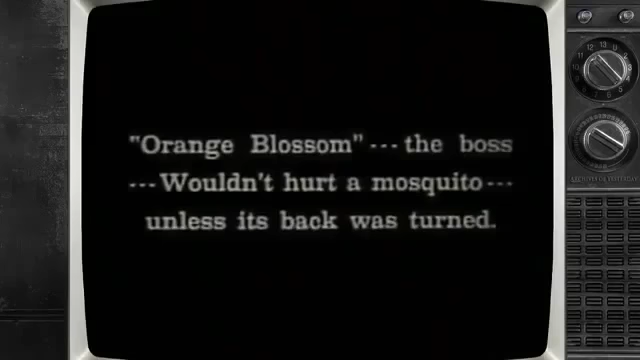 "Orange Blossom" --- the boss
--- Wouldn't hurt a mosquito ---
unless its back was turned.